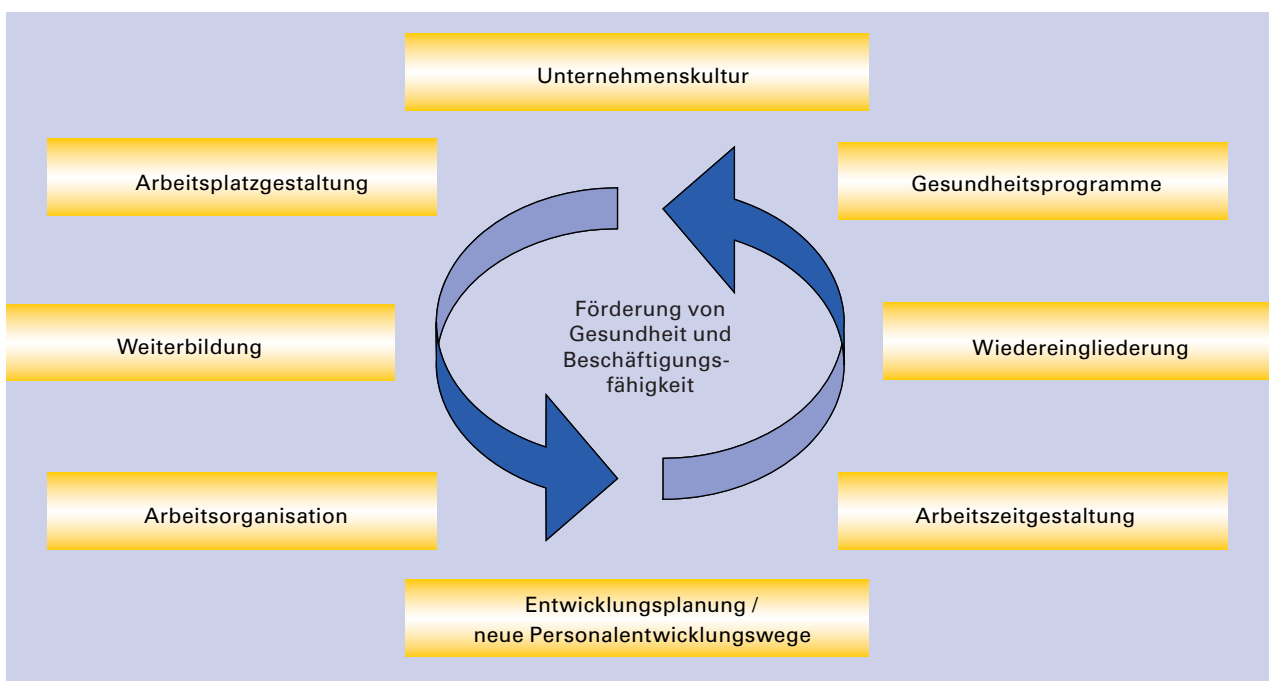 Unternehmenskultur
Arbeitsplatzgestaltung
Gesundheitsprogramme
Förderung von
Gesundheit und
Beschäftigungs-
fähigkeit
Weiterbildung
Wiedereingliederung
Arbeitsorganisation
Arbeitszeitgestaltung
Entwicklungsplanung /
neue Personalentwicklungswege